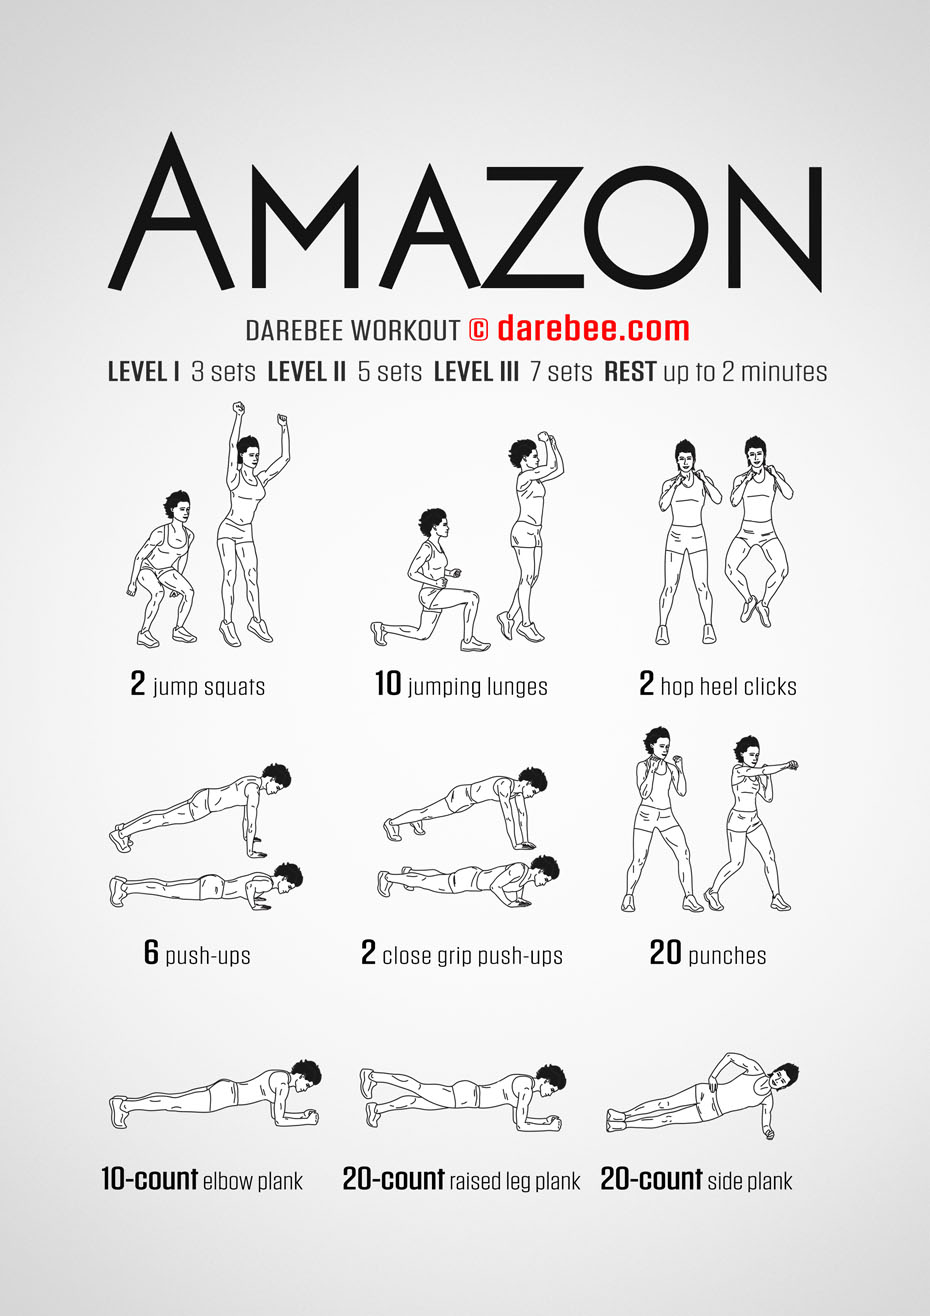 AMAZON
DAREBEE WORKOUT © darebee.com
LEVEL I 3 sets LEVEL II 5 sets LEVEL III 7 sets REST up to 2 minutes
2 jump squats
10 jumping lunges
2 hop heel clicks
6 push-ups
2 close grip push-ups
20 punches
10-count elbow plank
20-count raised leg plank
20-count side plank